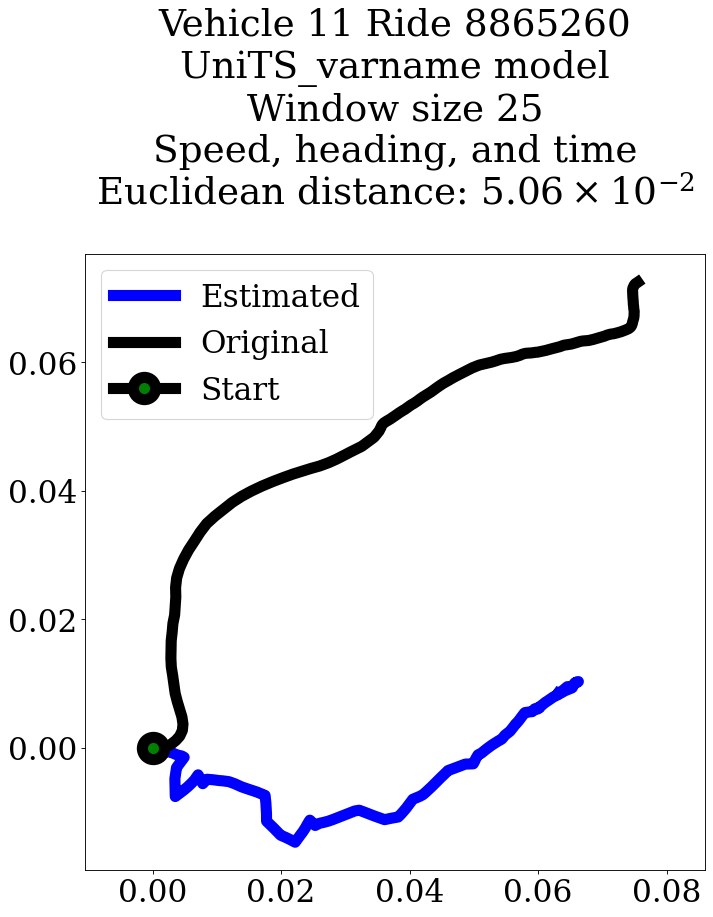 Vehicle 11 Ride 8865260
UniTS_varname model
Window size 25
Speed, heading, and time
Euclidean distance: 5.06 × 10⁻²
Estimated
Original
Start
0.06
0.04
0.02
0.00
0.00 0.02 0.04 0.06 0.08